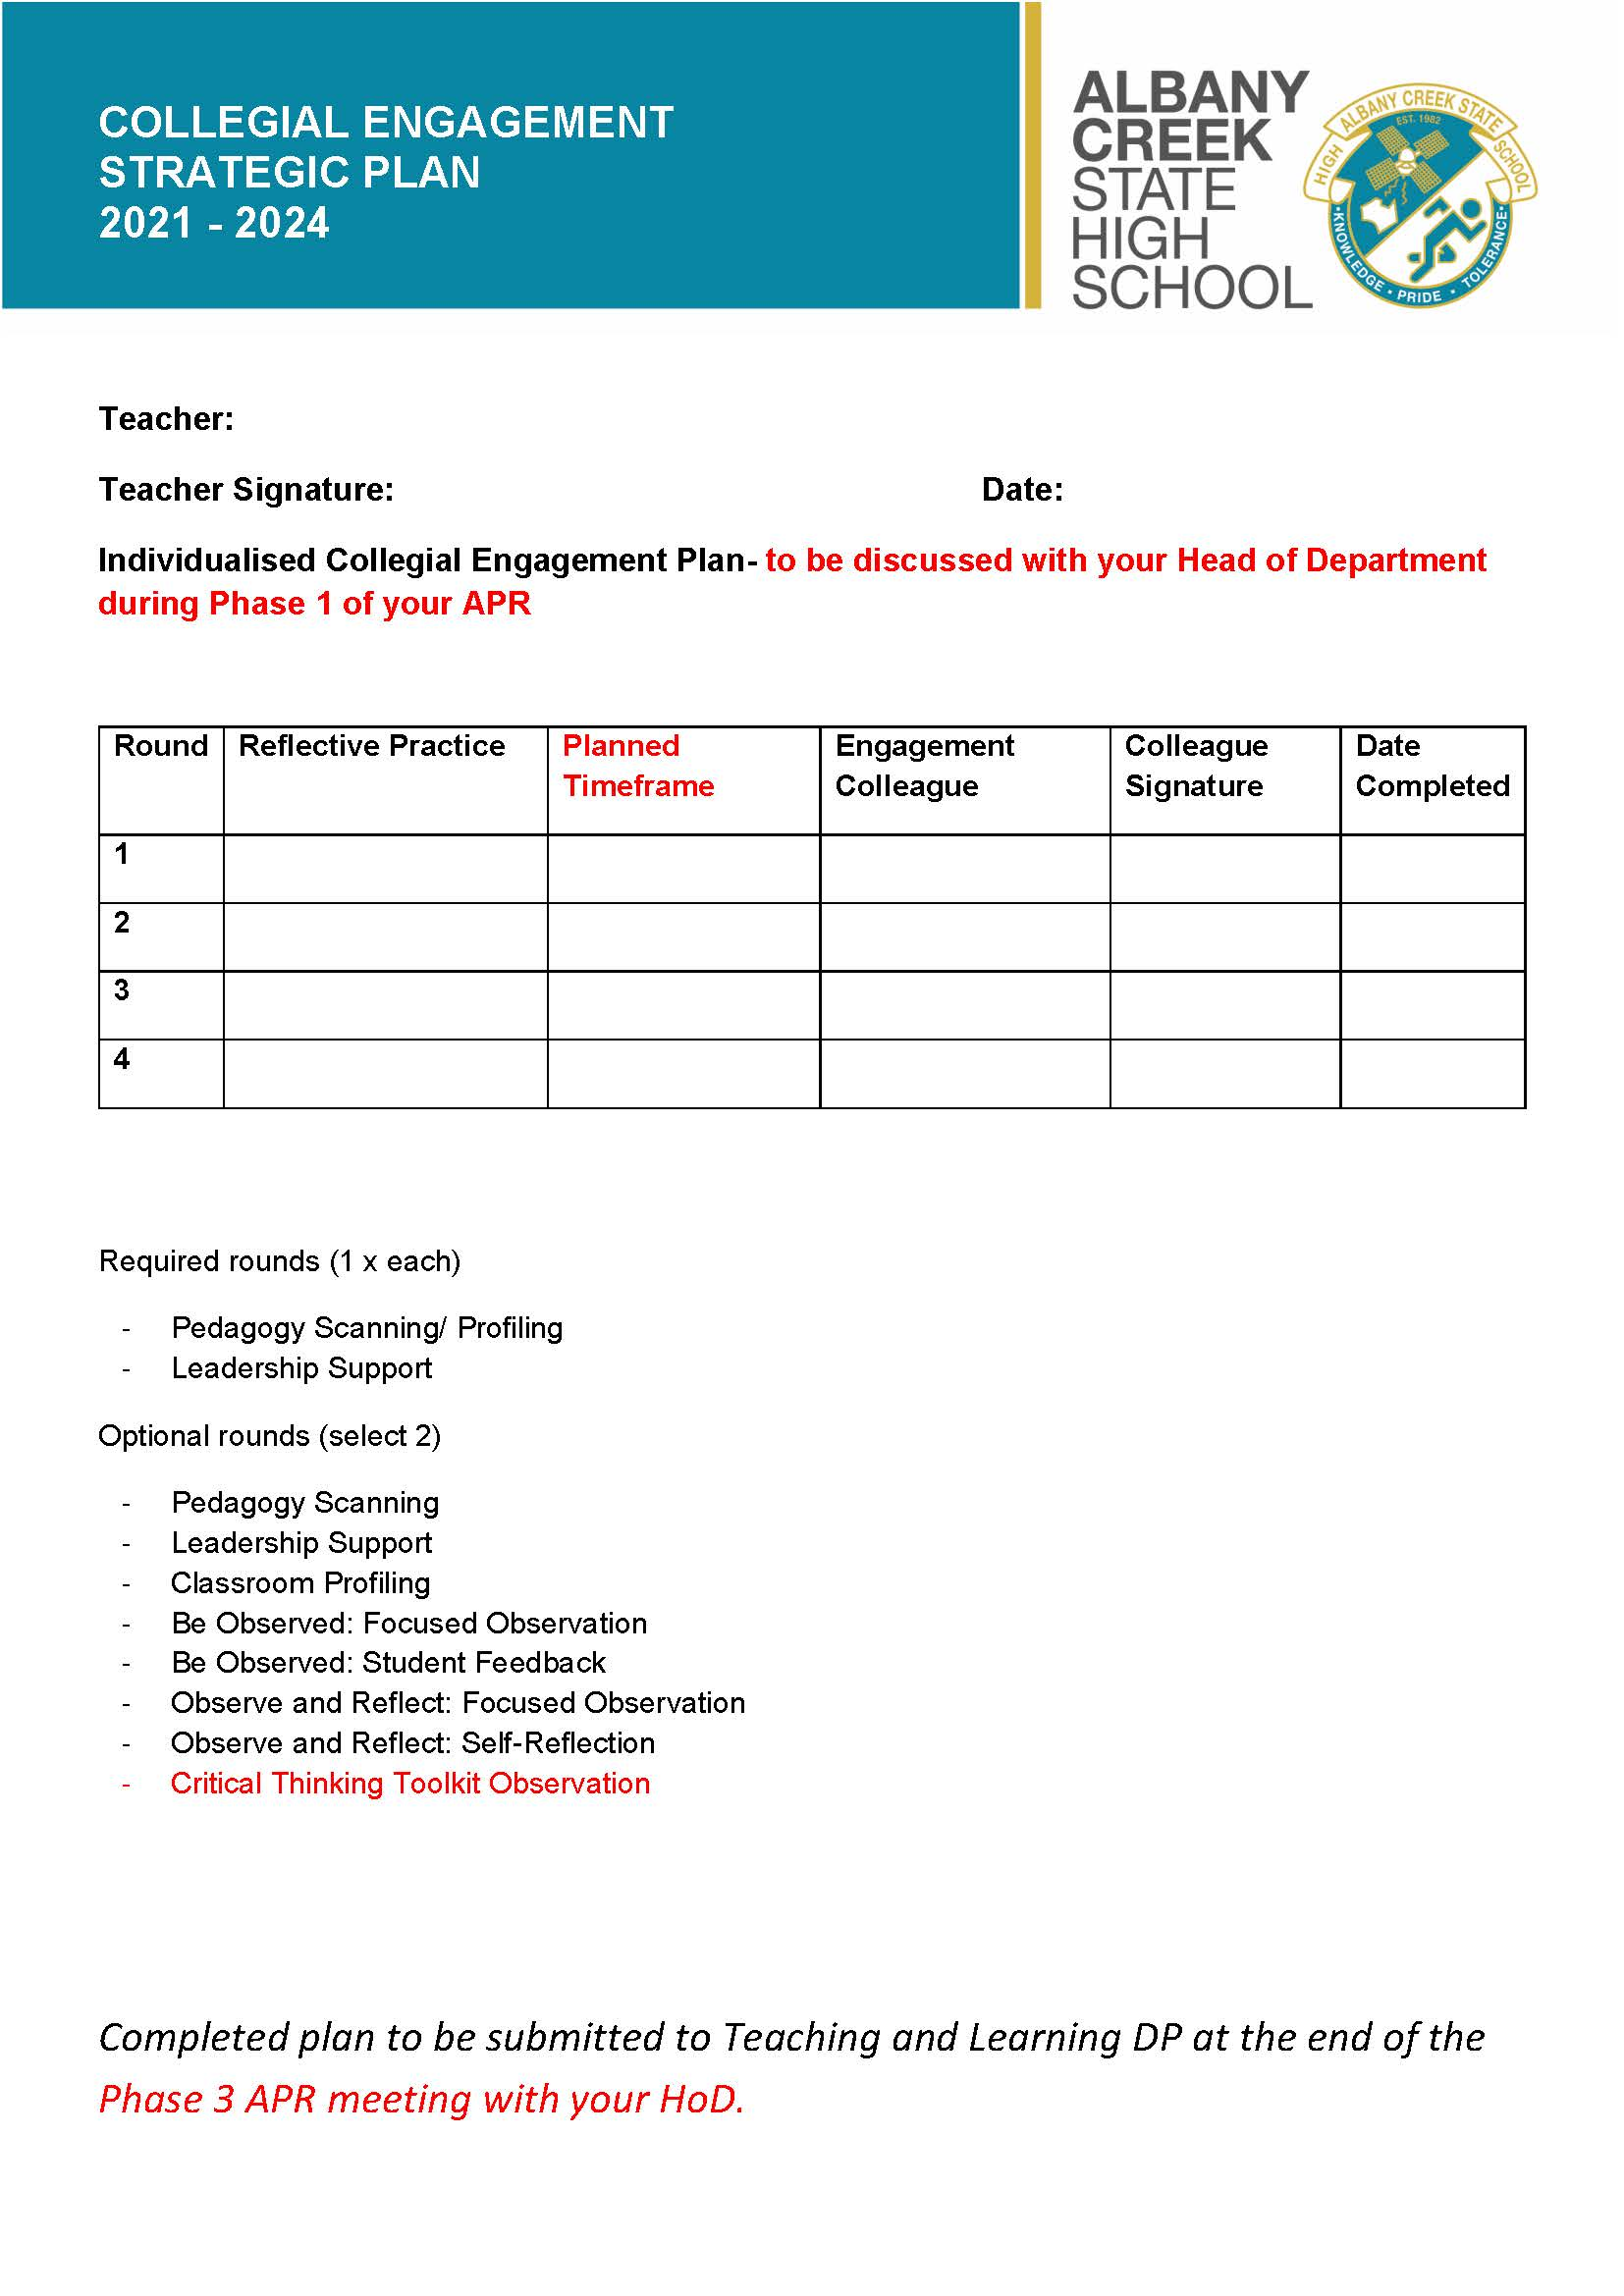 COLLEGIAL ENGAGEMENT
STRATEGIC PLAN
2021 - 2024
ALBANY
CREEK
STATE
HIGH
SCHOOL
HIGH ALBANY CREEK STATE SCHOOL
EST. 1982
•KNOWLEDGE • PRIDE • TOLERANCE•
Teacher:
Teacher Signature: Date:
Individualised Collegial Engagement Plan- to be discussed with your Head of Department
during Phase 1 of your APR
Round Reflective Practice Planned Engagement Colleague Date
Timeframe Colleague Signature Completed
1
2
3
4
Required rounds (1 x each)
- Pedagogy Scanning/ Profiling
- Leadership Support
Optional rounds (select 2)
- Pedagogy Scanning
- Leadership Support
- Classroom Profiling
- Be Observed: Focused Observation
- Be Observed: Student Feedback
- Observe and Reflect: Focused Observation
- Observe and Reflect: Self-Reflection
- Critical Thinking Toolkit Observation
Completed plan to be submitted to Teaching and Learning DP at the end of the
Phase 3 APR meeting with your HoD.